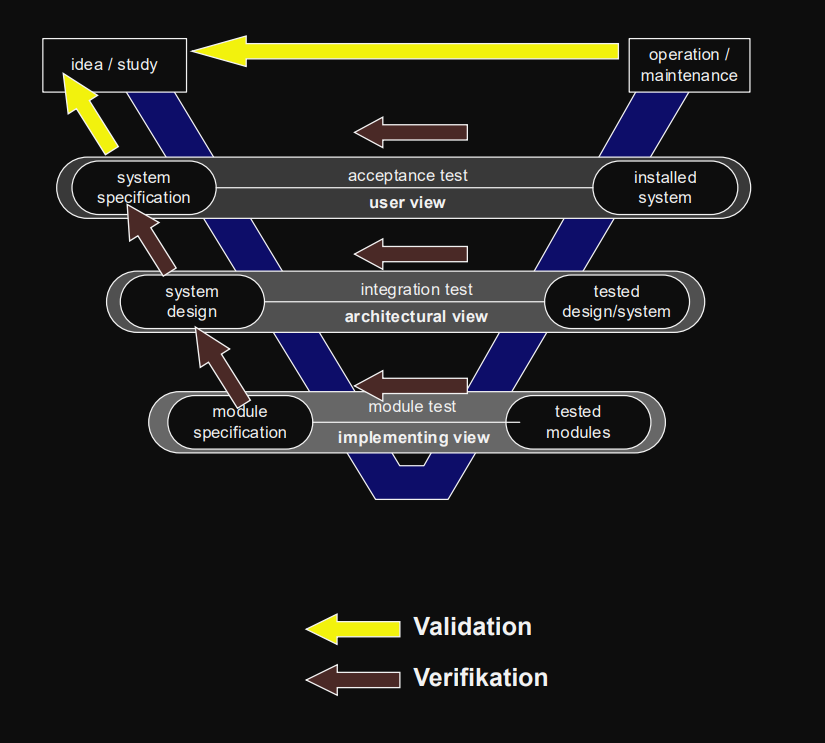 idea / study
operation /
maintenance
system
specification
acceptance test
user view
installed
system
system
design
integration test
architectural view
tested
design/system
module
specification
module test
implementing view
tested
modules
Validation
Verifikation